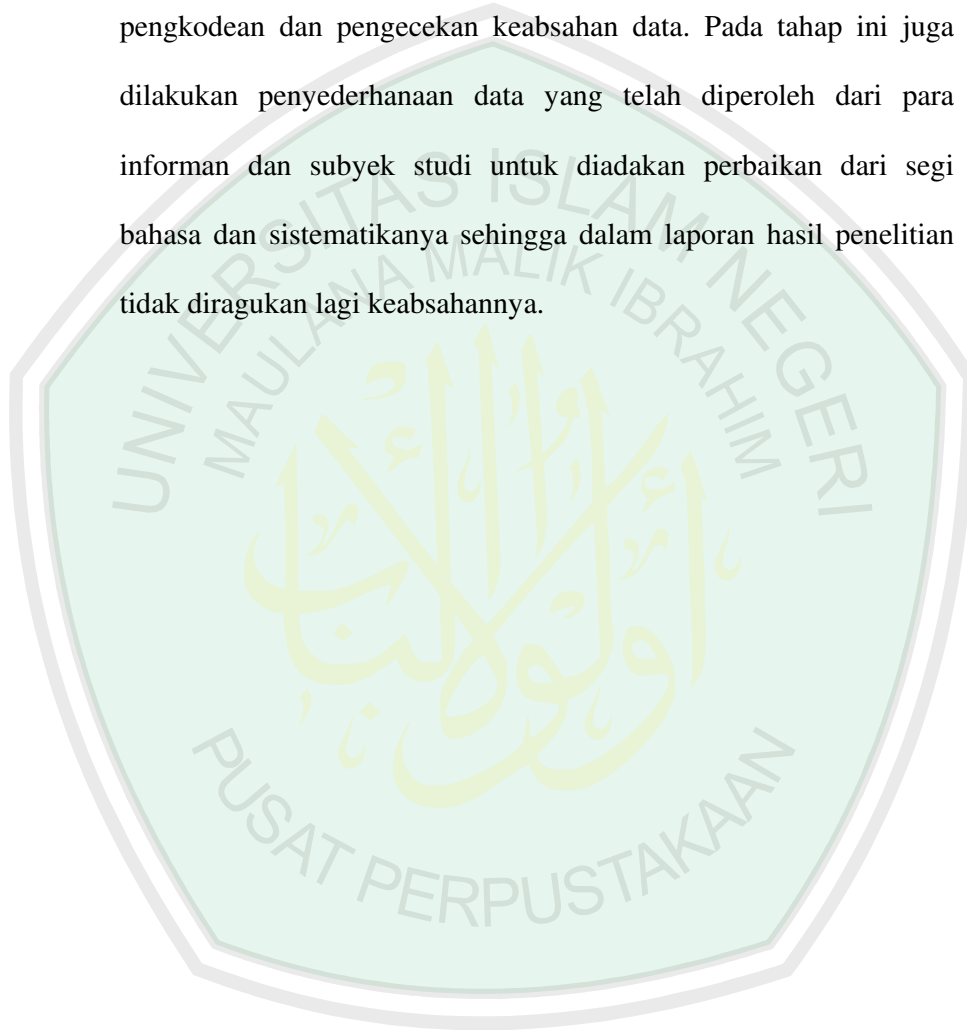 pengkodean dan pengecekan keabsahan data. Pada tahap ini juga
dilakukan penyederhanaan data yang telah diperoleh dari para
informan dan subyek studi untuk diadakan perbaikan dari segi
bahasa dan sistematikanya sehingga dalam laporan hasil penelitian
tidak diragukan lagi keabsahannya.
UNIVERSITAS ISLAM NEGERI
MAULANA MALIK IBRAHIM
أولو الألباب
PUSAT PERPUSTAKAAN